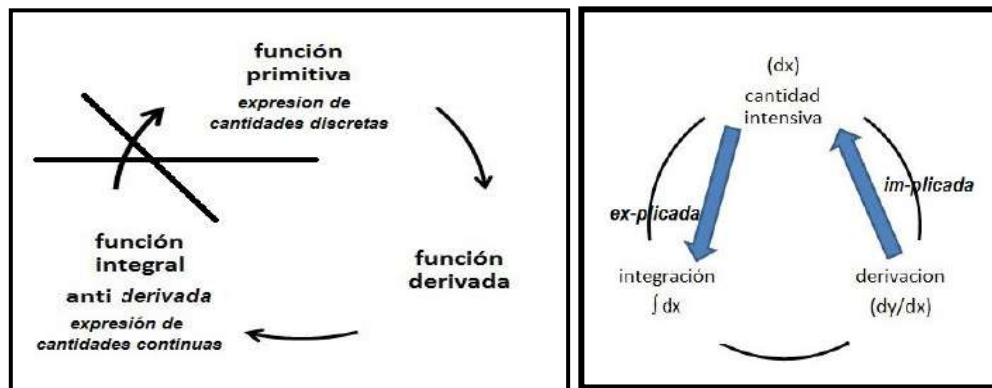 función
primitiva
expresion de
cantidades discretas
función
integral
anti derivada
expresión de
cantidades continuas
función
derivada
(dx)
cantidad
intensiva
ex-plicada
im-plicada
integración
∫ dx
derivacion
(dy/dx)